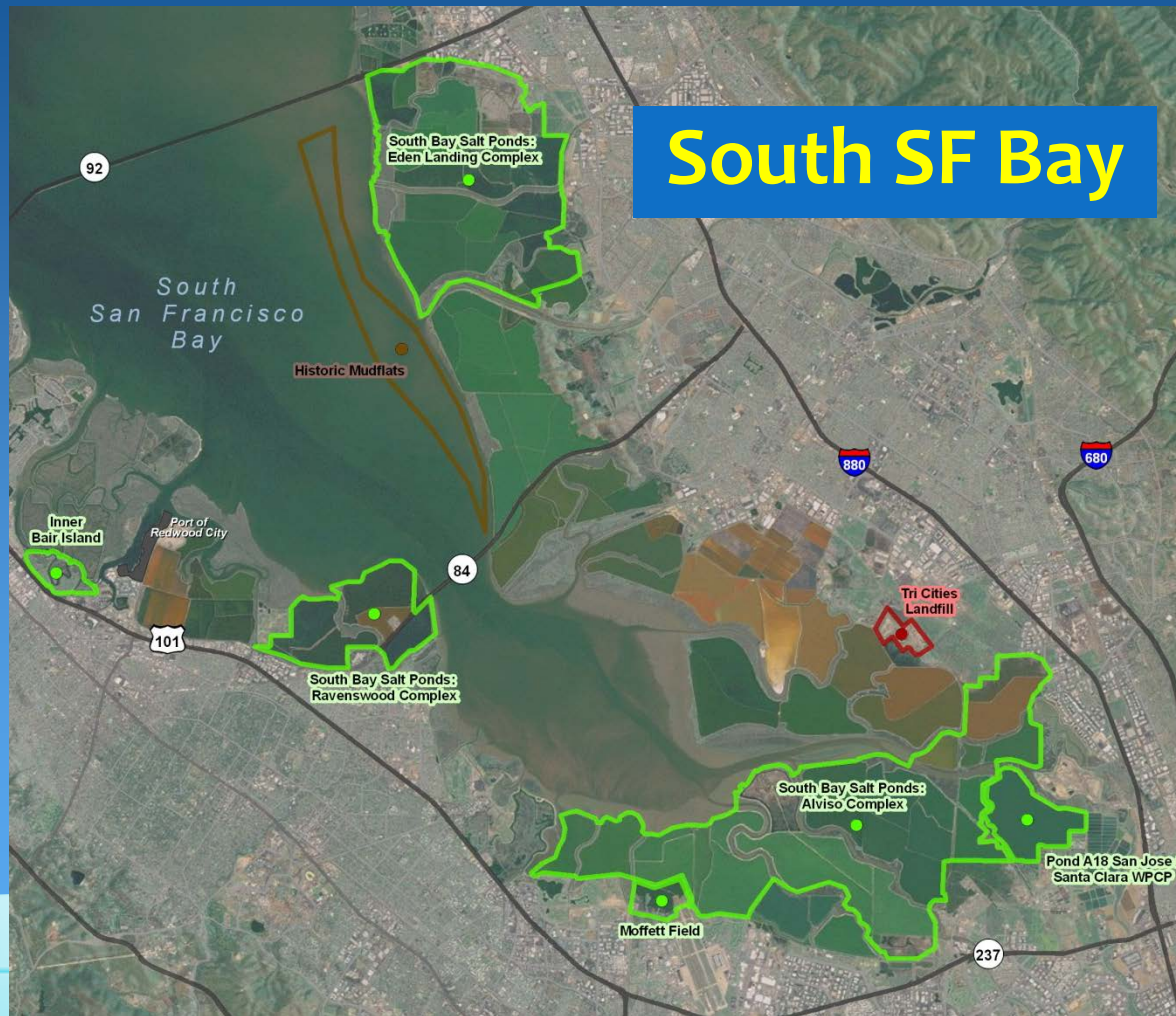 South SF Bay
92
South Bay Salt Ponds:
Eden Landing Complex
South
San Francisco
Bay
Historic Mudflats
880
680
Inner
Bair Island
Port of
Redwood City
84
101
Tri Cities
Landfill
South Bay Salt Ponds:
Ravenswood Complex
South Bay Salt Ponds:
Alviso Complex
Pond A18 San Jose
Santa Clara WPCP
Moffett Field
237